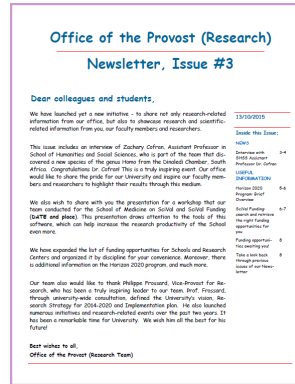 Office of the Provost (Research)
Newsletter, Issue #3
Dear colleagues and students,
We have launched yet a new initiative - to share not only research-related
information from our office, but also to showcase research and scientific-
related information from you, our faculty members and researchers.
This issue includes an interview of Zachary Cofran, Assistant Professor in
School of Humanities and Social Sciences, who is part of the team that dis-
covered a new species of the genus Homo from the Dinaledi Chamber, South
Africa. Congratulations Dr. Cofran! This is a truly inspiring event. Our office
would like to share the pride for our University and inspire our faculty mem-
bers and researchers to highlight their results through this medium.
We also wish to share with you the presentation for a workshop that our
team conducted for the School of Medicine on SciVal and SciVal Funding
(DATE and place). This presentation draws attention to the tools of this
software, which can help increase the research productivity of the School
even more.
We have expanded the list of funding opportunities for Schools and Research
Centers and organized it by discipline for your convenience. Moreover, there
is additional information on the Horizon 2020 program, and much more.
Our team also would like to thank Philippe Frossard, Vice-Provost for Re-
search, who has been a truly inspiring leader to our team. Prof. Frossard,
through university-wide consultation, defined the University's vision, Re-
search Strategy for 2014-2020 and Implementation plan. He also launched
numerous initiatives and research-related events over the past two years. It
has been a remarkable time for University. We wish him all the best for his
future!
Best wishes to all,
Office of the Provost (Research Team)
13/10/2015
Inside this issue:
NEWS
Interview with 3-4
SHSS Assistant
Professor Dr. Cofran
USEFUL
INFORMATION
Horizon 2020 5-6
Program Brief
Overview
SciVal Funding 6-7
search and retrieve
the right funding
opportunities for
you
Funding opportuni- 8
ties awaiting you!
Take a look back 8
through previous
issues of our News-
letter